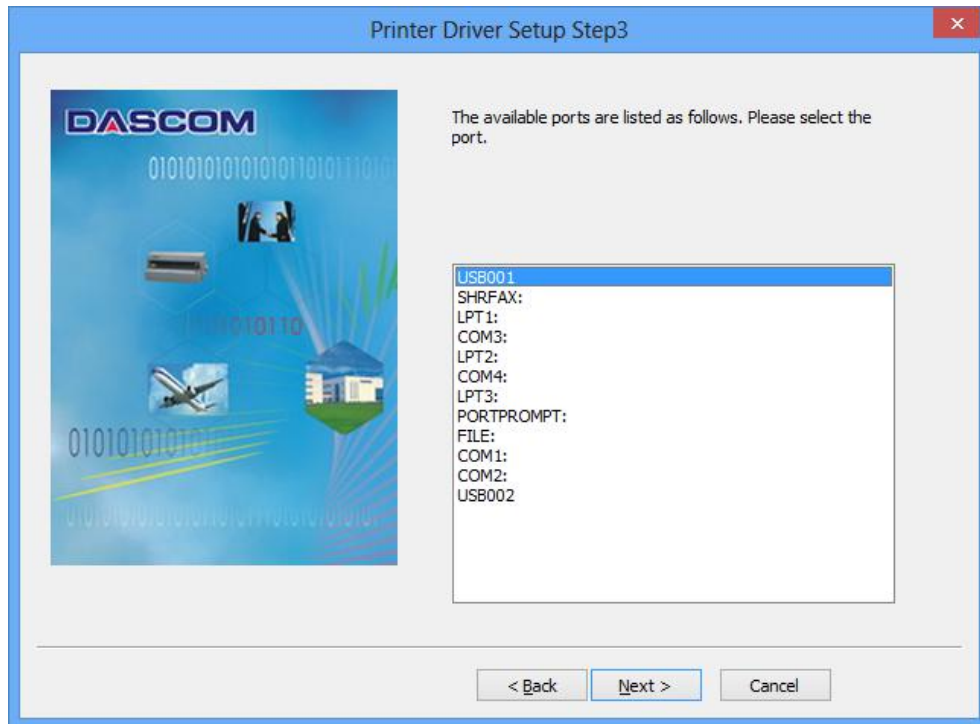 Printer Driver Setup Step3
DASCOM
The available ports are listed as follows. Please select the
port.
USB001
SHRFAX:
LPT1:
COM3:
LPT2:
COM4:
LPT3:
PORTPROMPT:
FILE:
COM1:
COM2:
USB002
< Back
Next >
Cancel